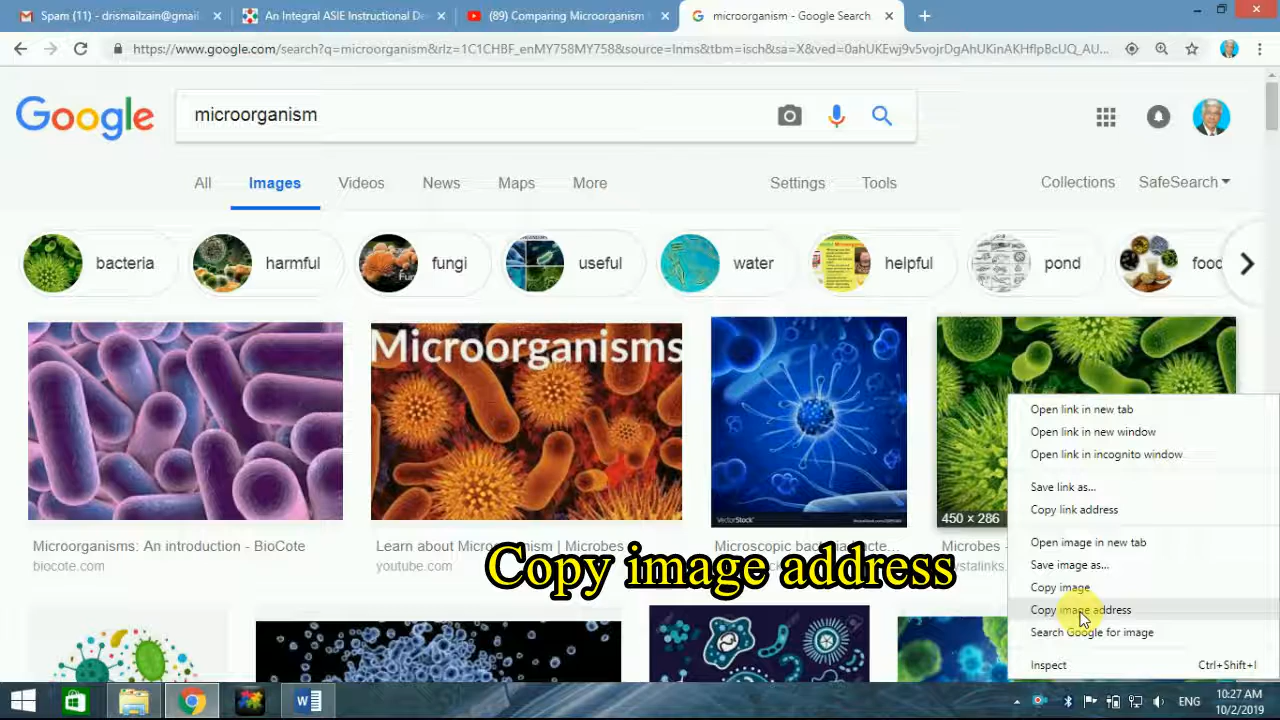 Spam (11) - drismailzain@gmail
An Integral ASIE Instructional De
(89) Comparing Microorganism
microorganism - Google Search
https://www.google.com/search?q=microorganism&rlz=1C1CHBF_enMY758MY758&source=lnms&tbm=isch&sa=X&ved=0ahUKEwj9v5vojrDgAhUKinAKHflpBcUQ_AU...
Google
microorganism
All
Images
Videos
News
Maps
More
Settings
Tools
Collections
SafeSearch
bacteria
harmful
fungi
useful
water
helpful
pond
food
Microorganisms
VectorStock
450 × 286
Microorganisms: An introduction - BioCote
biocote.com
Learn about Microorganism | Microbes
youtube.com
Microscopic bacteria
Microbes -
Copy image address
Open link in new tab
Open link in new window
Open link in incognito window
Save link as...
Copy link address
Open image in new tab
Save image as...
Copy image
Copy image address
Search Google for image
Inspect
Ctrl+Shift+I
ENG
10:27 AM
10/2/2019